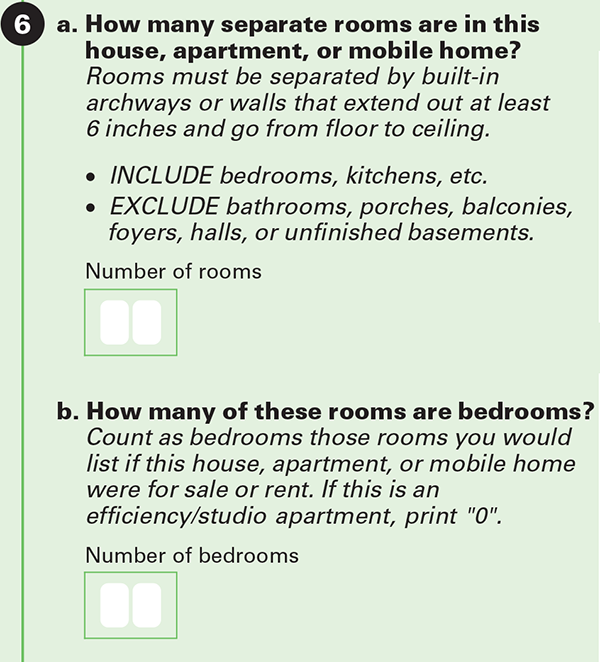 6 a. How many separate rooms are in this
house, apartment, or mobile home?
Rooms must be separated by built-in
archways or walls that extend out at least
6 inches and go from floor to ceiling.
• INCLUDE bedrooms, kitchens, etc.
• EXCLUDE bathrooms, porches, balconies,
foyers, halls, or unfinished basements.
Number of rooms
b. How many of these rooms are bedrooms?
Count as bedrooms those rooms you would
list if this house, apartment, or mobile home
were for sale or rent. If this is an
efficiency/studio apartment, print "0".
Number of bedrooms